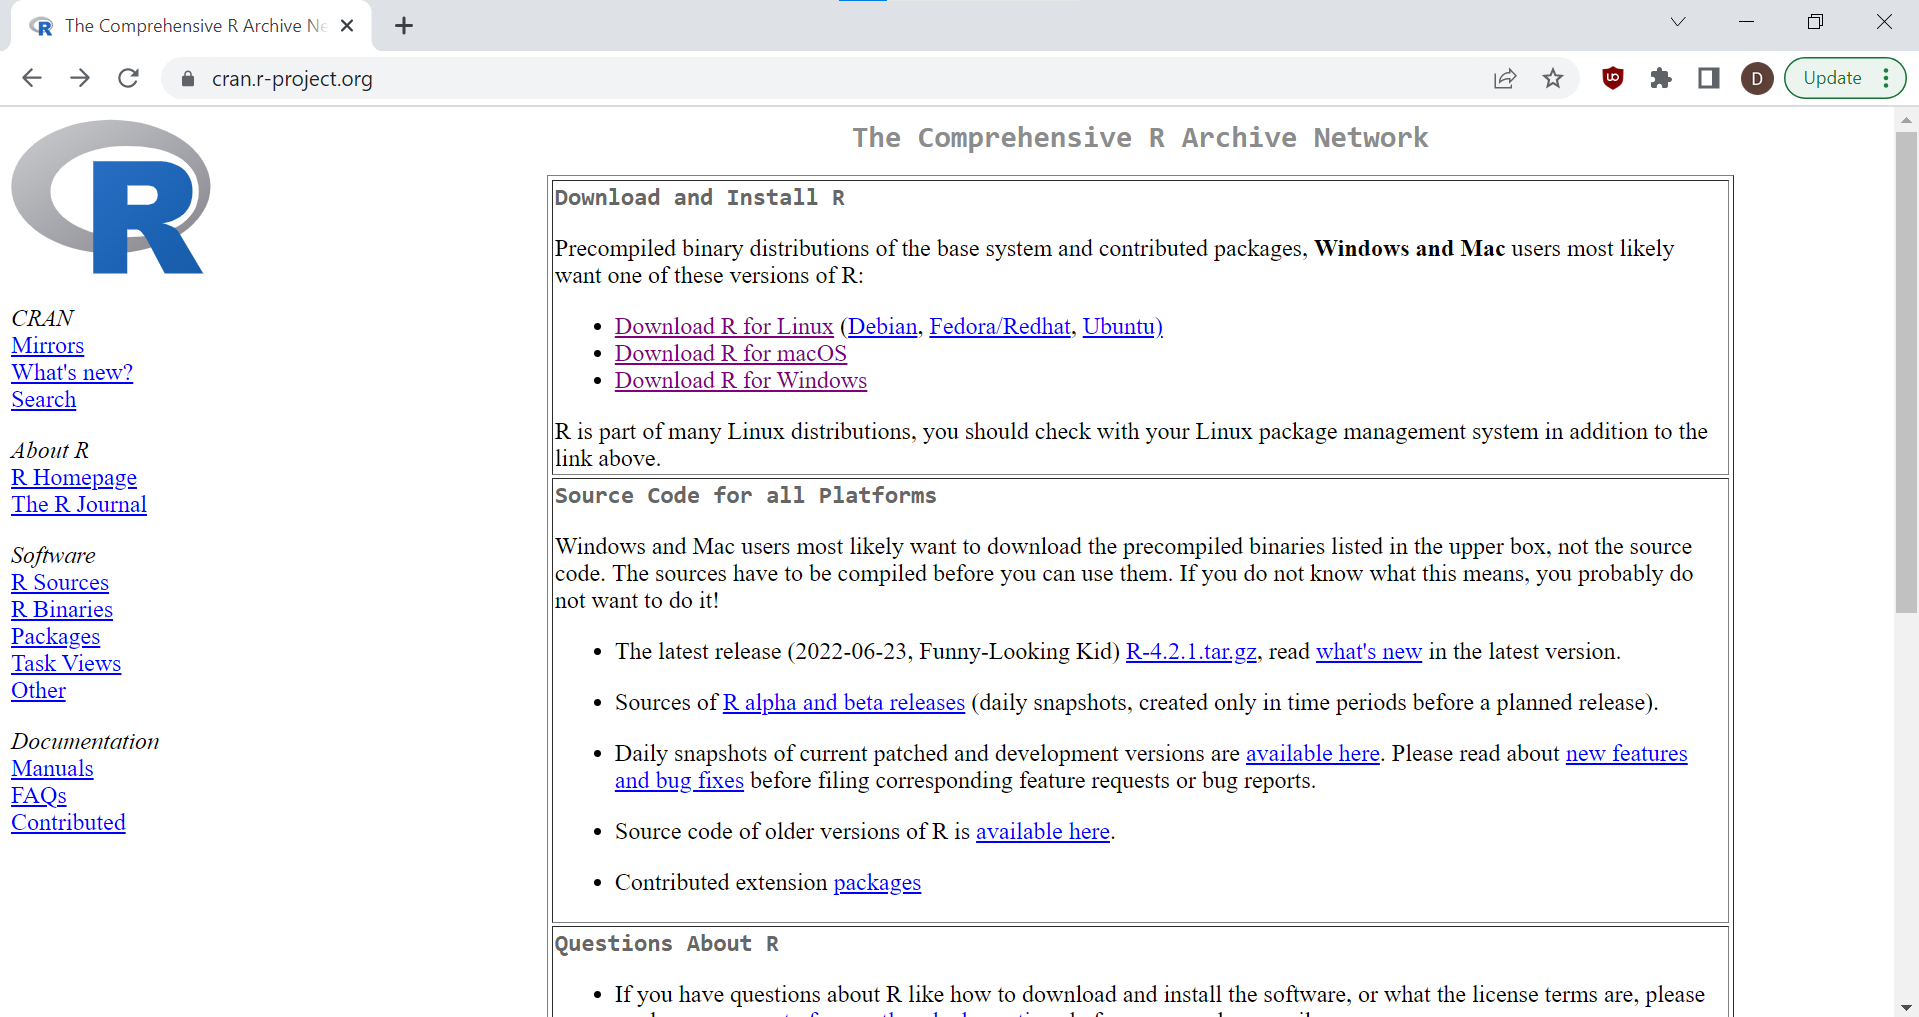 The Comprehensive R Archive Ne
cran.r-project.org
D
Update
R
The Comprehensive R Archive Network
CRAN
Mirrors
What's new?
Search
About R
R Homepage
The R Journal
Software
R Sources
R Binaries
Packages
Task Views
Other
Documentation
Manuals
FAQs
Contributed
Download and Install R
Precompiled binary distributions of the base system and contributed packages, Windows and Mac users most likely
want one of these versions of R:
• Download R for Linux (Debian, Fedora/Redhat, Ubuntu)
• Download R for macOS
• Download R for Windows
R is part of many Linux distributions, you should check with your Linux package management system in addition to the
link above.
Source Code for all Platforms
Windows and Mac users most likely want to download the precompiled binaries listed in the upper box, not the source
code. The sources have to be compiled before you can use them. If you do not know what this means, you probably do
not want to do it!
• The latest release (2022-06-23, Funny-Looking Kid) R-4.2.1.tar.gz, read what's new in the latest version.
• Sources of R alpha and beta releases (daily snapshots, created only in time periods before a planned release).
• Daily snapshots of current patched and development versions are available here. Please read about new features
and bug fixes before filing corresponding feature requests or bug reports.
• Source code of older versions of R is available here.
• Contributed extension packages
Questions About R
• If you have questions about R like how to download and install the software, or what the license terms are, please